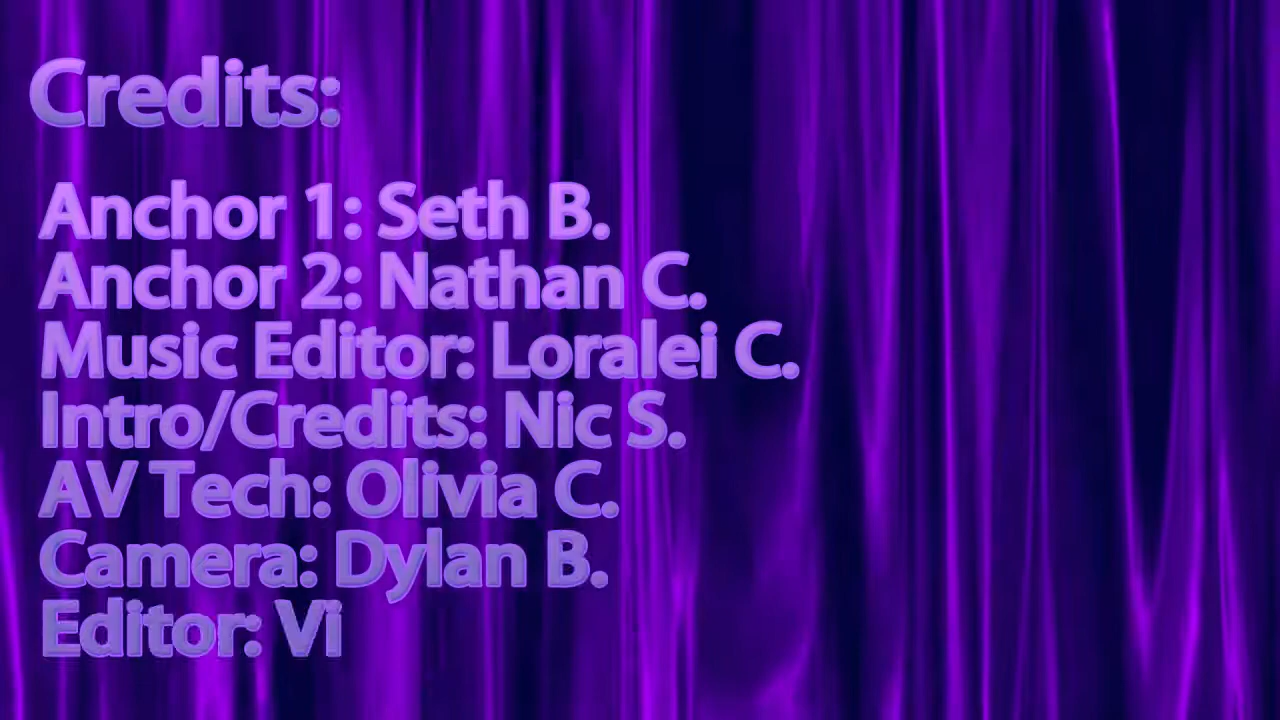 Credits:
Anchor 1: Seth B.
Anchor 2: Nathan C.
Music Editor: Loralei C.
Intro/Credits: Nic S.
AV Tech: Olivia C.
Camera: Dylan B.
Editor: Vi